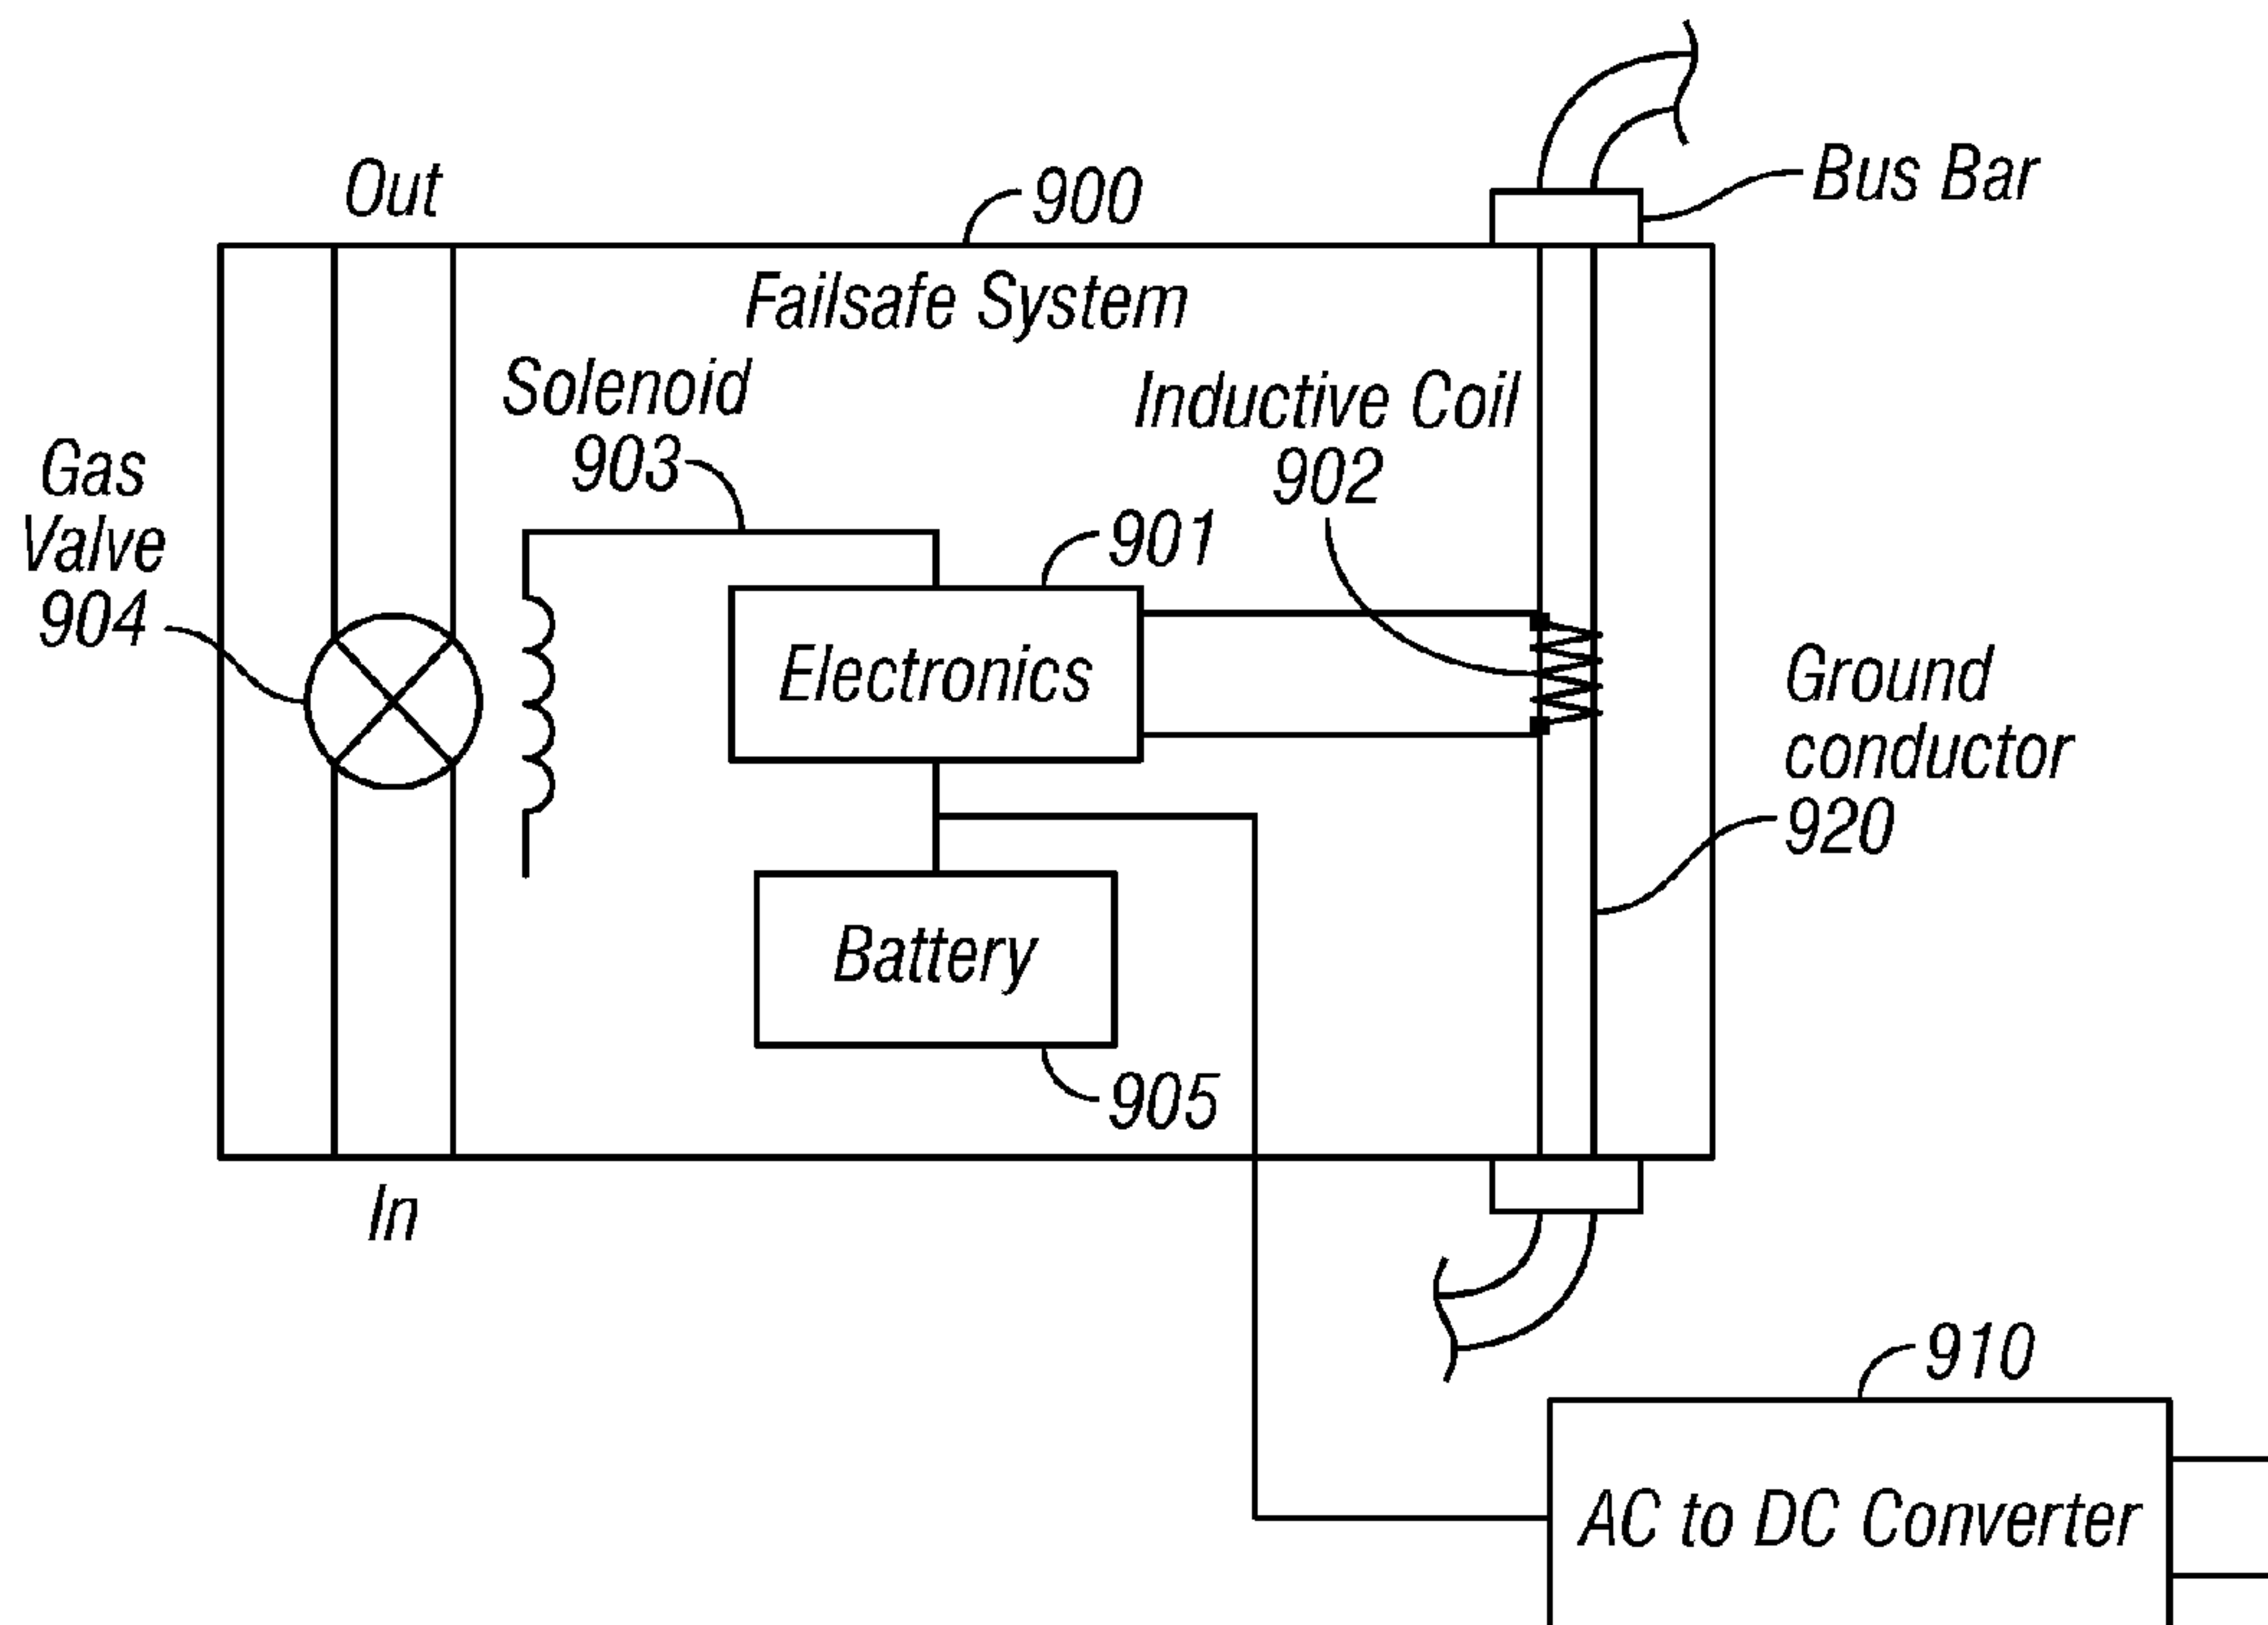 Out
900
Bus Bar
Failsafe System
Solenoid
903
Inductive Coil
902
Gas
Valve
904
901
Electronics
Ground
conductor
920
Battery
905
In
910
AC to DC Converter